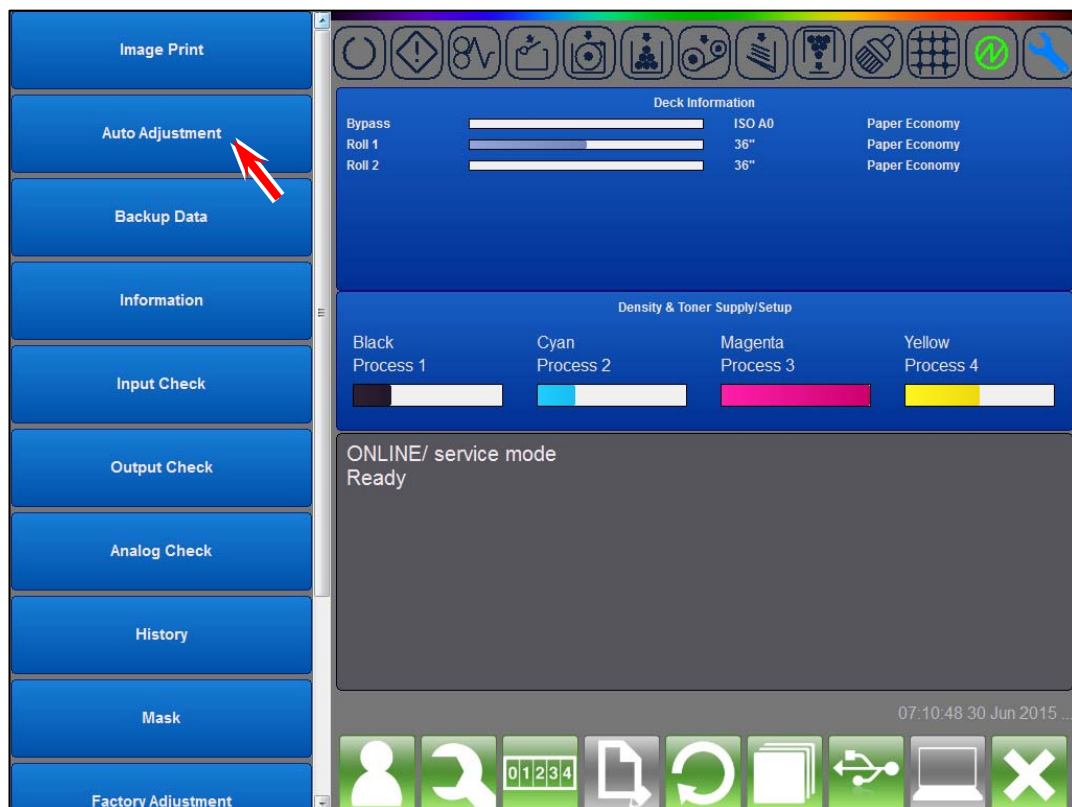 Image Print
Auto Adjustment
Backup Data
Information
Input Check
Output Check
Analog Check
History
Mask
Factory Adjustment
Deck Information
Bypass ISO A0 Paper Economy
Roll 1 36" Paper Economy
Roll 2 36" Paper Economy
Density & Toner Supply/Setup
Black Cyan Magenta Yellow
Process 1 Process 2 Process 3 Process 4
ONLINE/ service mode
Ready
07:10:48 30 Jun 2015 ...
01234